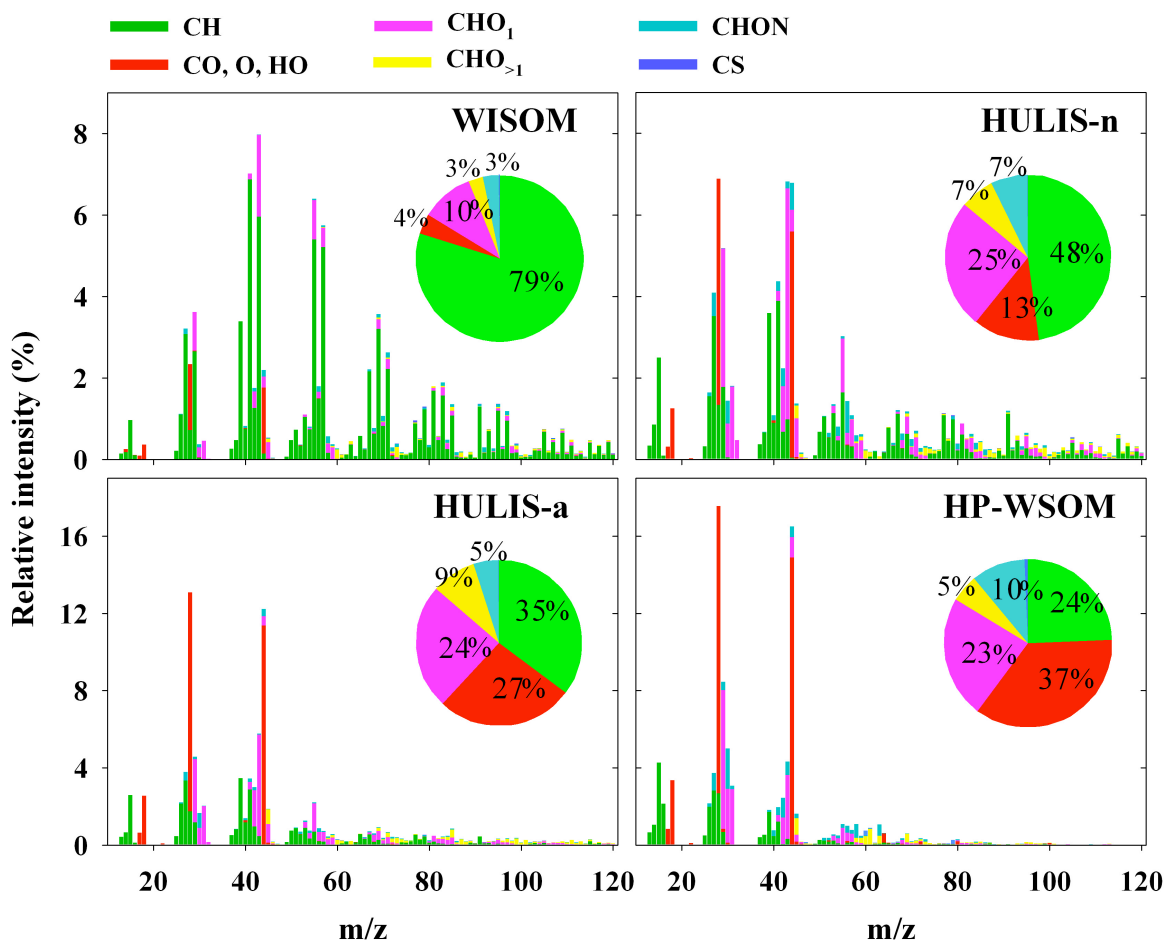 CH CHO1 CHON
CO, O, HO CHO>1 CS
WISOM
3% 3%
4% 10%
79%
HULIS-n
7%
7%
25% 48%
13%
8
6
4
2
0
HULIS-a
5%
9%
35%
24%
27%
HP-WSOM
5% 10% 24%
23%
37%
16
12
8
4
0
Relative intensity (%)
20 40 60 80 100 20 40 60 80 100 120
m/z m/z